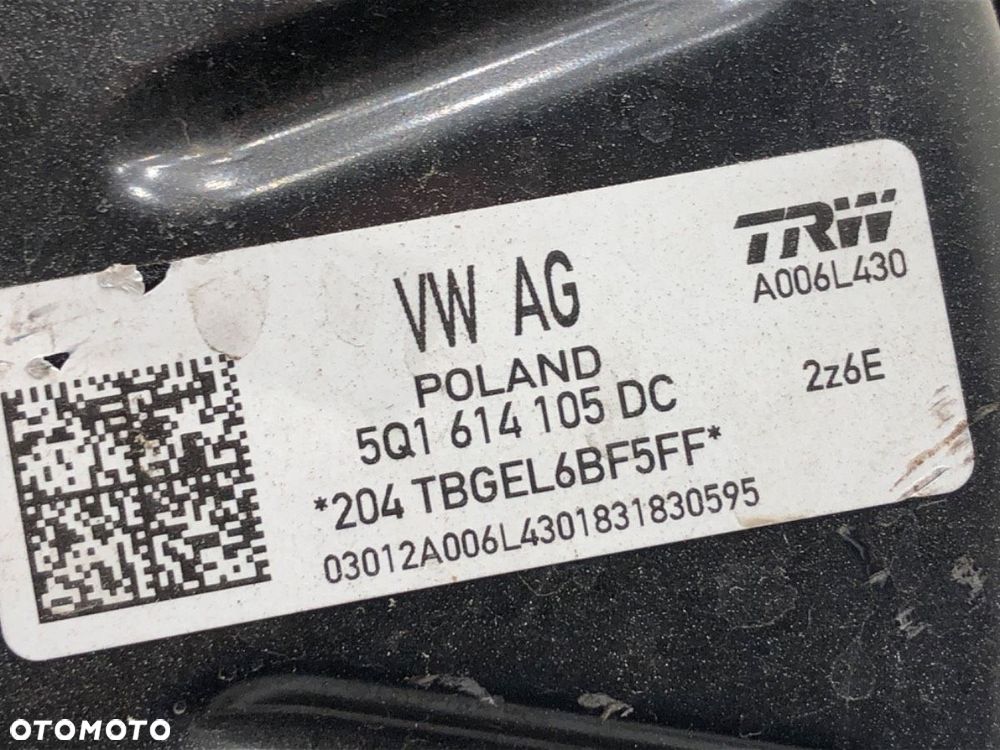 TRW
A006L430
VW AG
POLAND
2z6E
5Q1 614 105 DC
*204 TBGEL6BF5FF*
03012A006L4301831830595
OTOMOTO